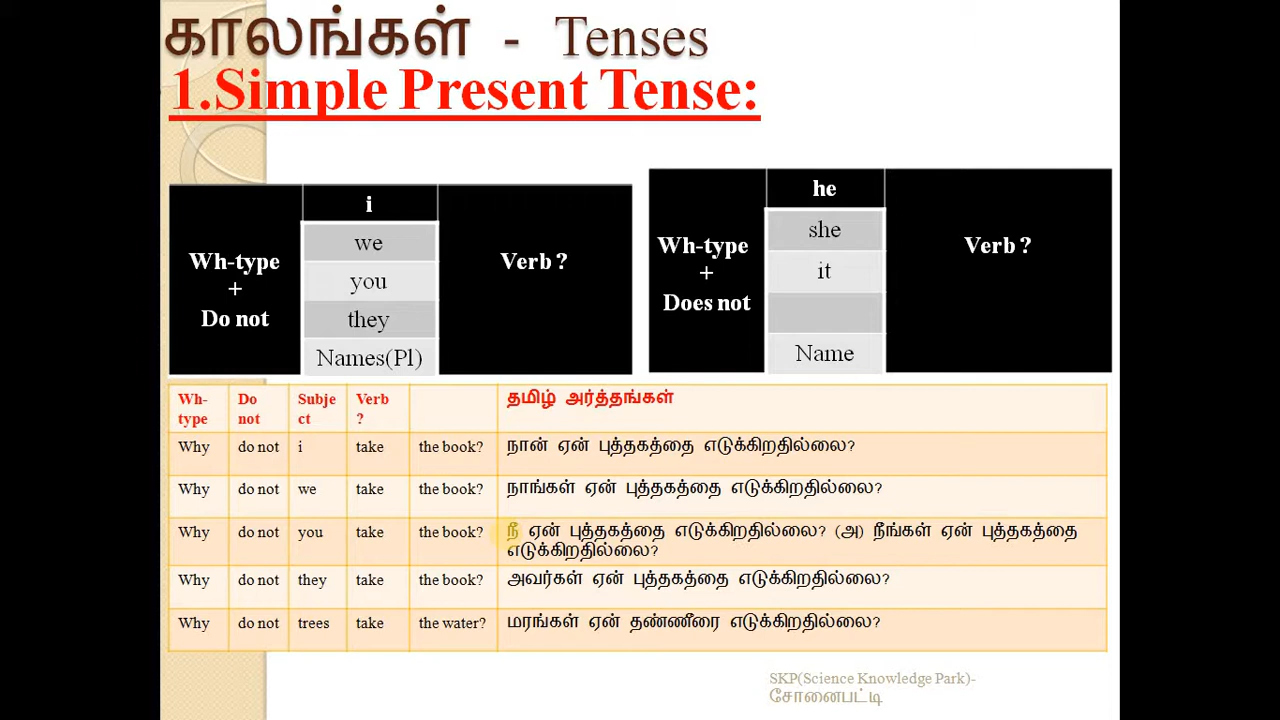 காலங்கள் - Tenses
1.Simple Present Tense:
Wh-type
+
Do not
i
we
you
they
Names(Pl)
Verb ?
Wh-type
+
Does not
he
she
it
Name
Verb ?
Wh-type Do not Subject Verb ? தமிழ் அர்த்தங்கள்
Why do not i take the book? நான் ஏன் புத்தகத்தை எடுக்கிறதில்லை?
Why do not we take the book? நாங்கள் ஏன் புத்தகத்தை எடுக்கிறதில்லை?
Why do not you take the book? நீ ஏன் புத்தகத்தை எடுக்கிறதில்லை? (அ) நீங்கள் ஏன் புத்தகத்தை
எடுக்கிறதில்லை?
Why do not they take the book? அவர்கள் ஏன் புத்தகத்தை எடுக்கிறதில்லை?
Why do not trees take the water? மரங்கள் ஏன் தண்ணீரை எடுக்கிறதில்லை?
SKP(Science Knowledge Park)-
சோனைபட்டி